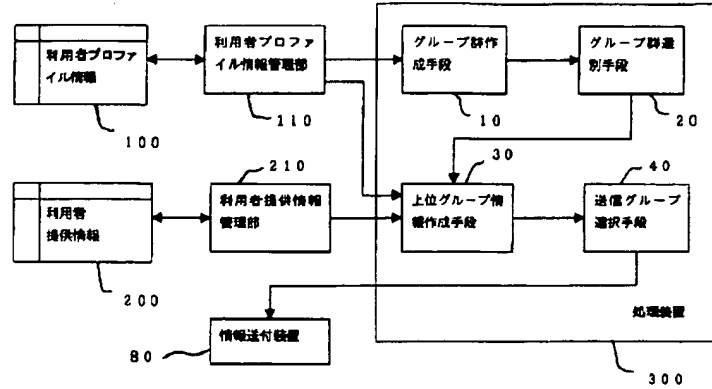 利用者プロファ
イル情報
100
利用者プロフ
ァイル情報管理部
110
グループ群作
成手段
10
グループ群選
別手段
20
利用者
提供情報
200
210
利用者提供情報
管理部
30
上位グループ情
報作成手段
40
送信グループ
選択手段
情報送付装置
80
処理装置
300